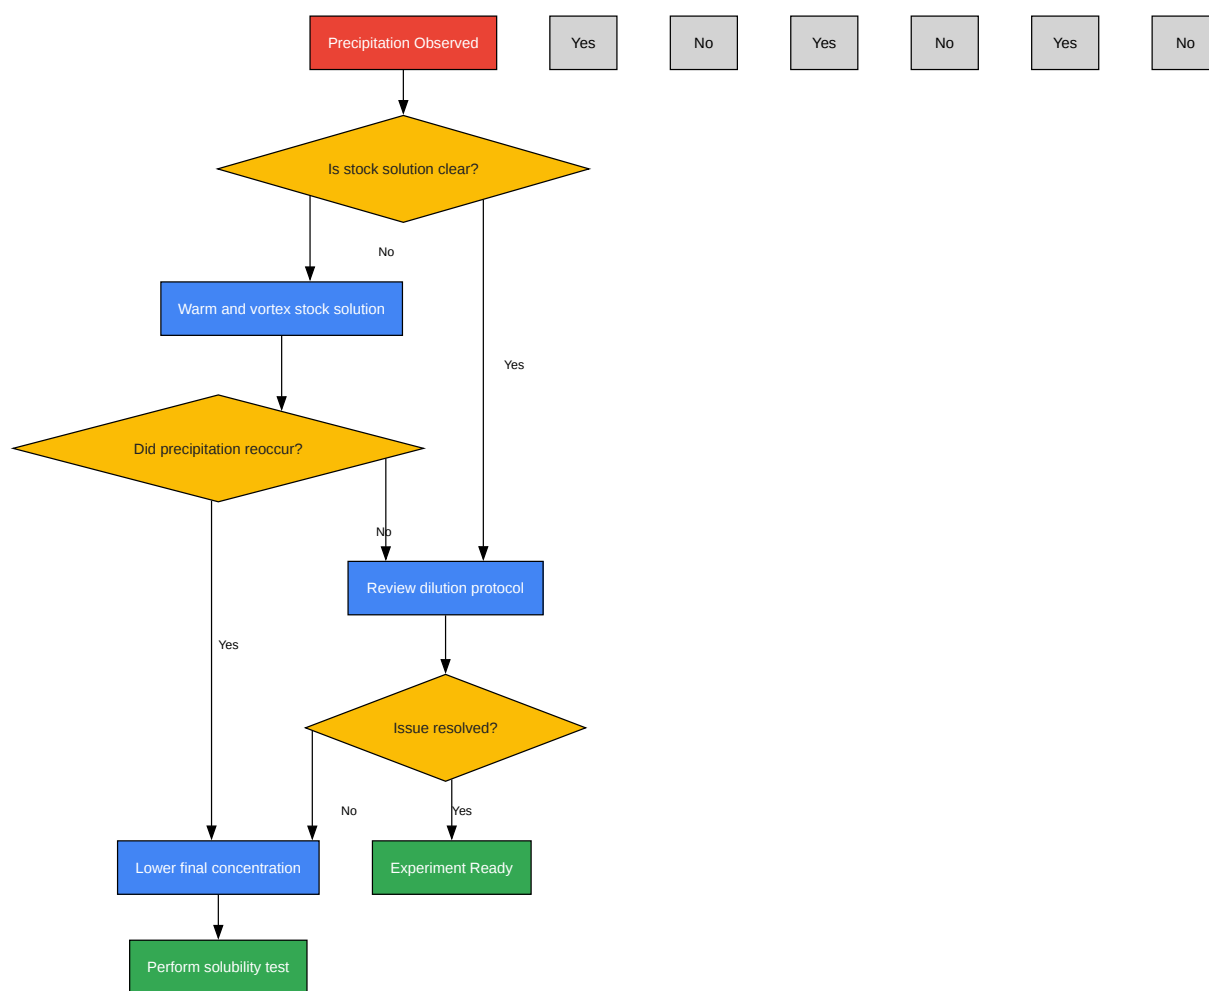 Precipitation Observed
Yes
No
Yes
No
Yes
No
Is stock solution clear?
No
Warm and vortex stock solution
Yes
Did precipitation reoccur?
No
Review dilution protocol
Yes
Issue resolved?
No
Yes
Lower final concentration
Experiment Ready
Perform solubility test